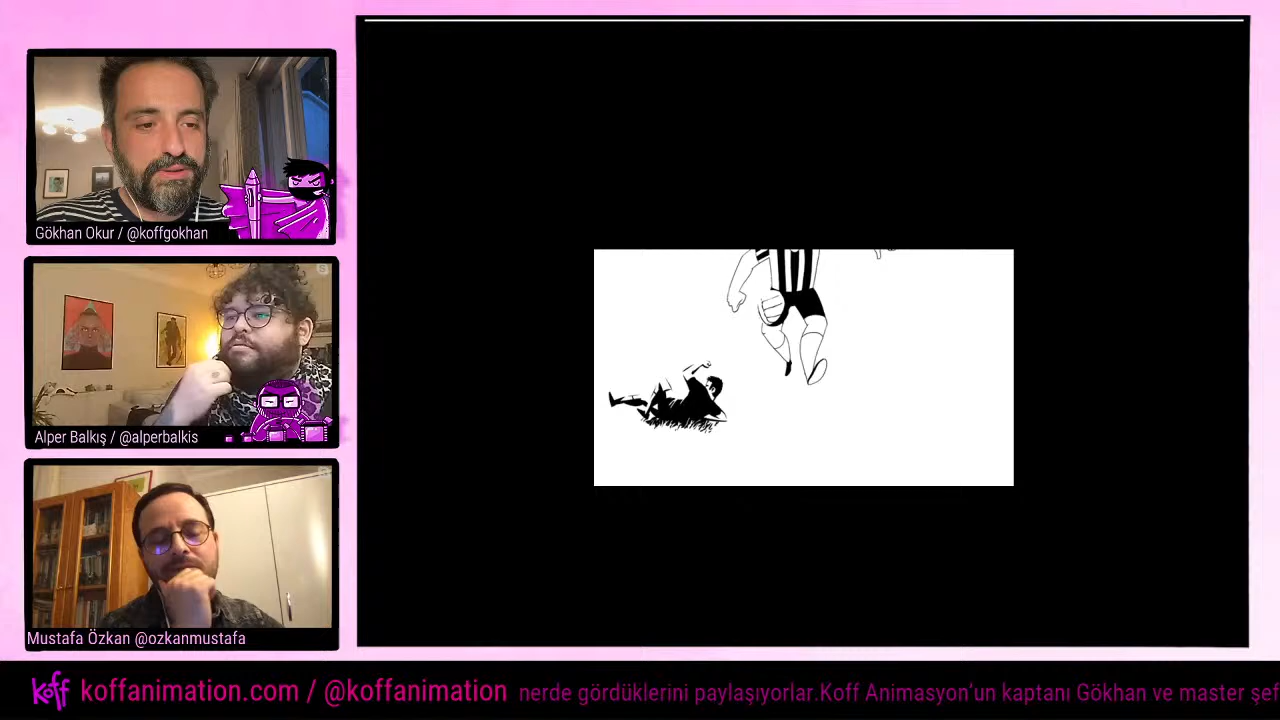 Gökhan Okur / @koffgokhan
Alper Balkış / @alperbalkis
Mustafa Özkan @ozkanmustafa
koff koffanimation.com / @koffanimation nerde gördüklerini paylaşıyorlar.Koff Animasyon'un kaptanı Gökhan ve master şef